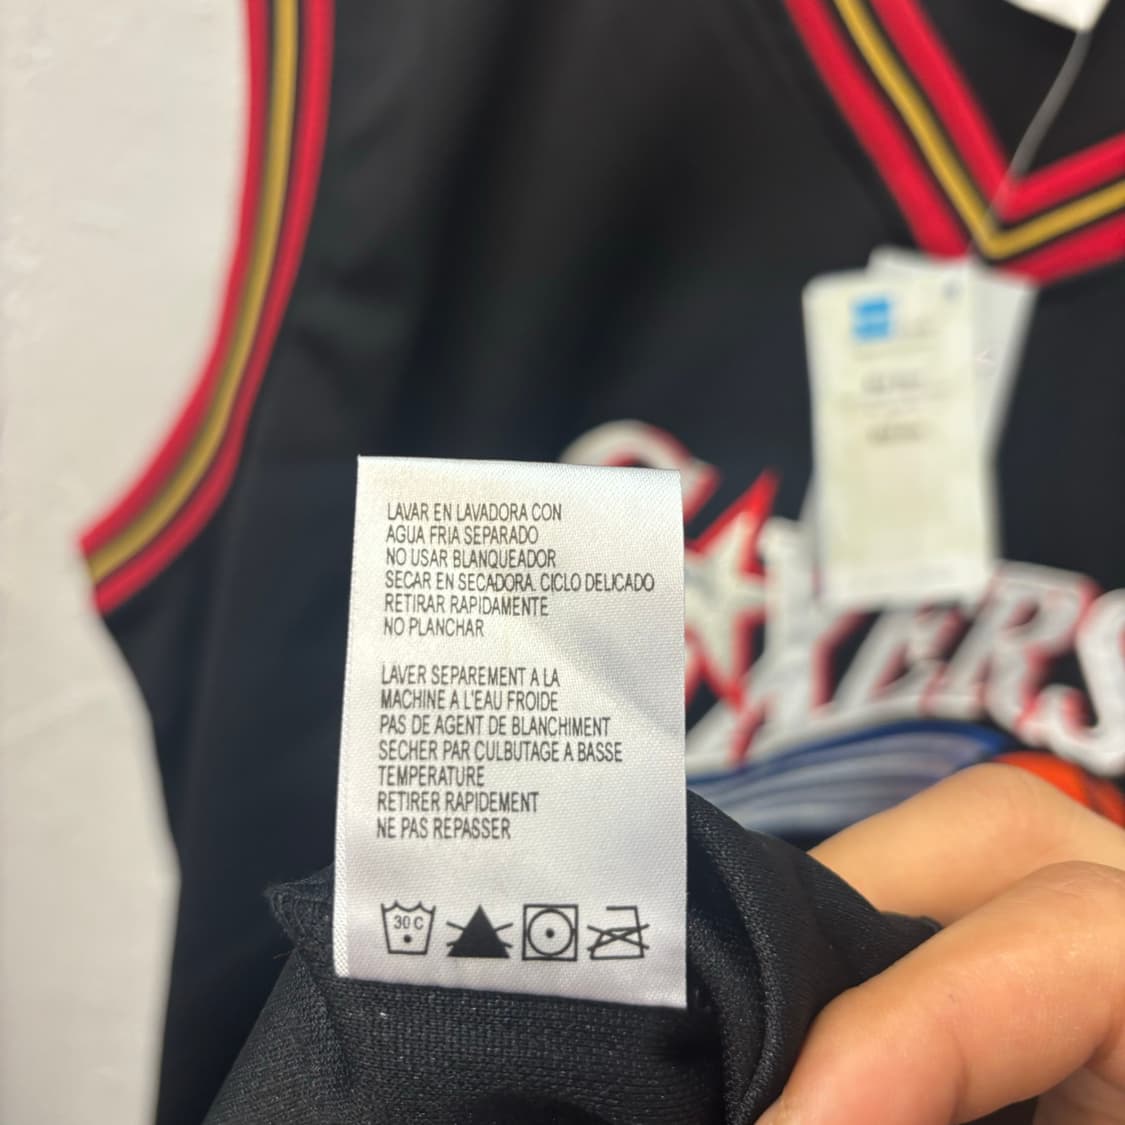 LAVAR EN LAVADORA CON
AGUA FRIA SEPARADO
NO USAR BLANQUEADOR
SECAR EN SECADORA. CICLO DELICADO
RETIRAR RAPIDAMENTE
NO PLANCHAR
LAVER SEPAREMENT A LA
MACHINE A L'EAU FROIDE
PAS DE AGENT DE BLANCHIMENT
SECHER PAR CULBUTAGE A BASSE
TEMPERATURE
RETIRER RAPIDEMENT
NE PAS REPASSER
30 C